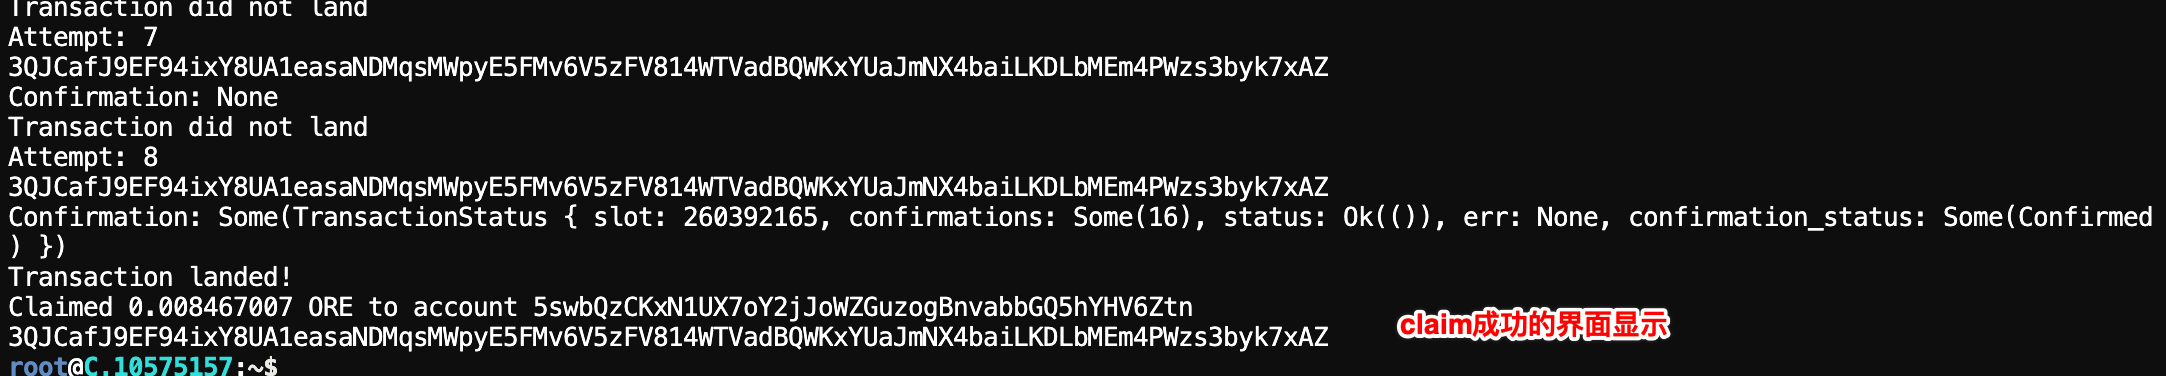 Transaction did not land
Attempt: 7
3QJCafJ9EF94ixY8UA1easaNDMqsMWpyE5FMv6V5zFV814WTVadBQWKxYUaJmNX4baiLKDLbMEm4PWzs3byk7xAZ
Confirmation: None
Transaction did not land
Attempt: 8
3QJCafJ9EF94ixY8UA1easaNDMqsMWpyE5FMv6V5zFV814WTVadBQWKxYUaJmNX4baiLKDLbMEm4PWzs3byk7xAZ
Confirmation: Some(TransactionStatus { slot: 260392165, confirmations: Some(16), status: Ok(()), err: None, confirmation_status: Some(Confirmed
) })
Transaction landed!
Claimed 0.008467007 ORE to account 5swbQzCKxN1UX7oY2jJoWZGuzogBnvabbGQ5hYHV6Ztn
claim成功的界面显示
3QJCafJ9EF94ixY8UA1easaNDMqsMWpyE5FMv6V5zFV814WTVadBQWKxYUaJmNX4baiLKDLbMEm4PWzs3byk7xAZ
root@C.10575157:~$